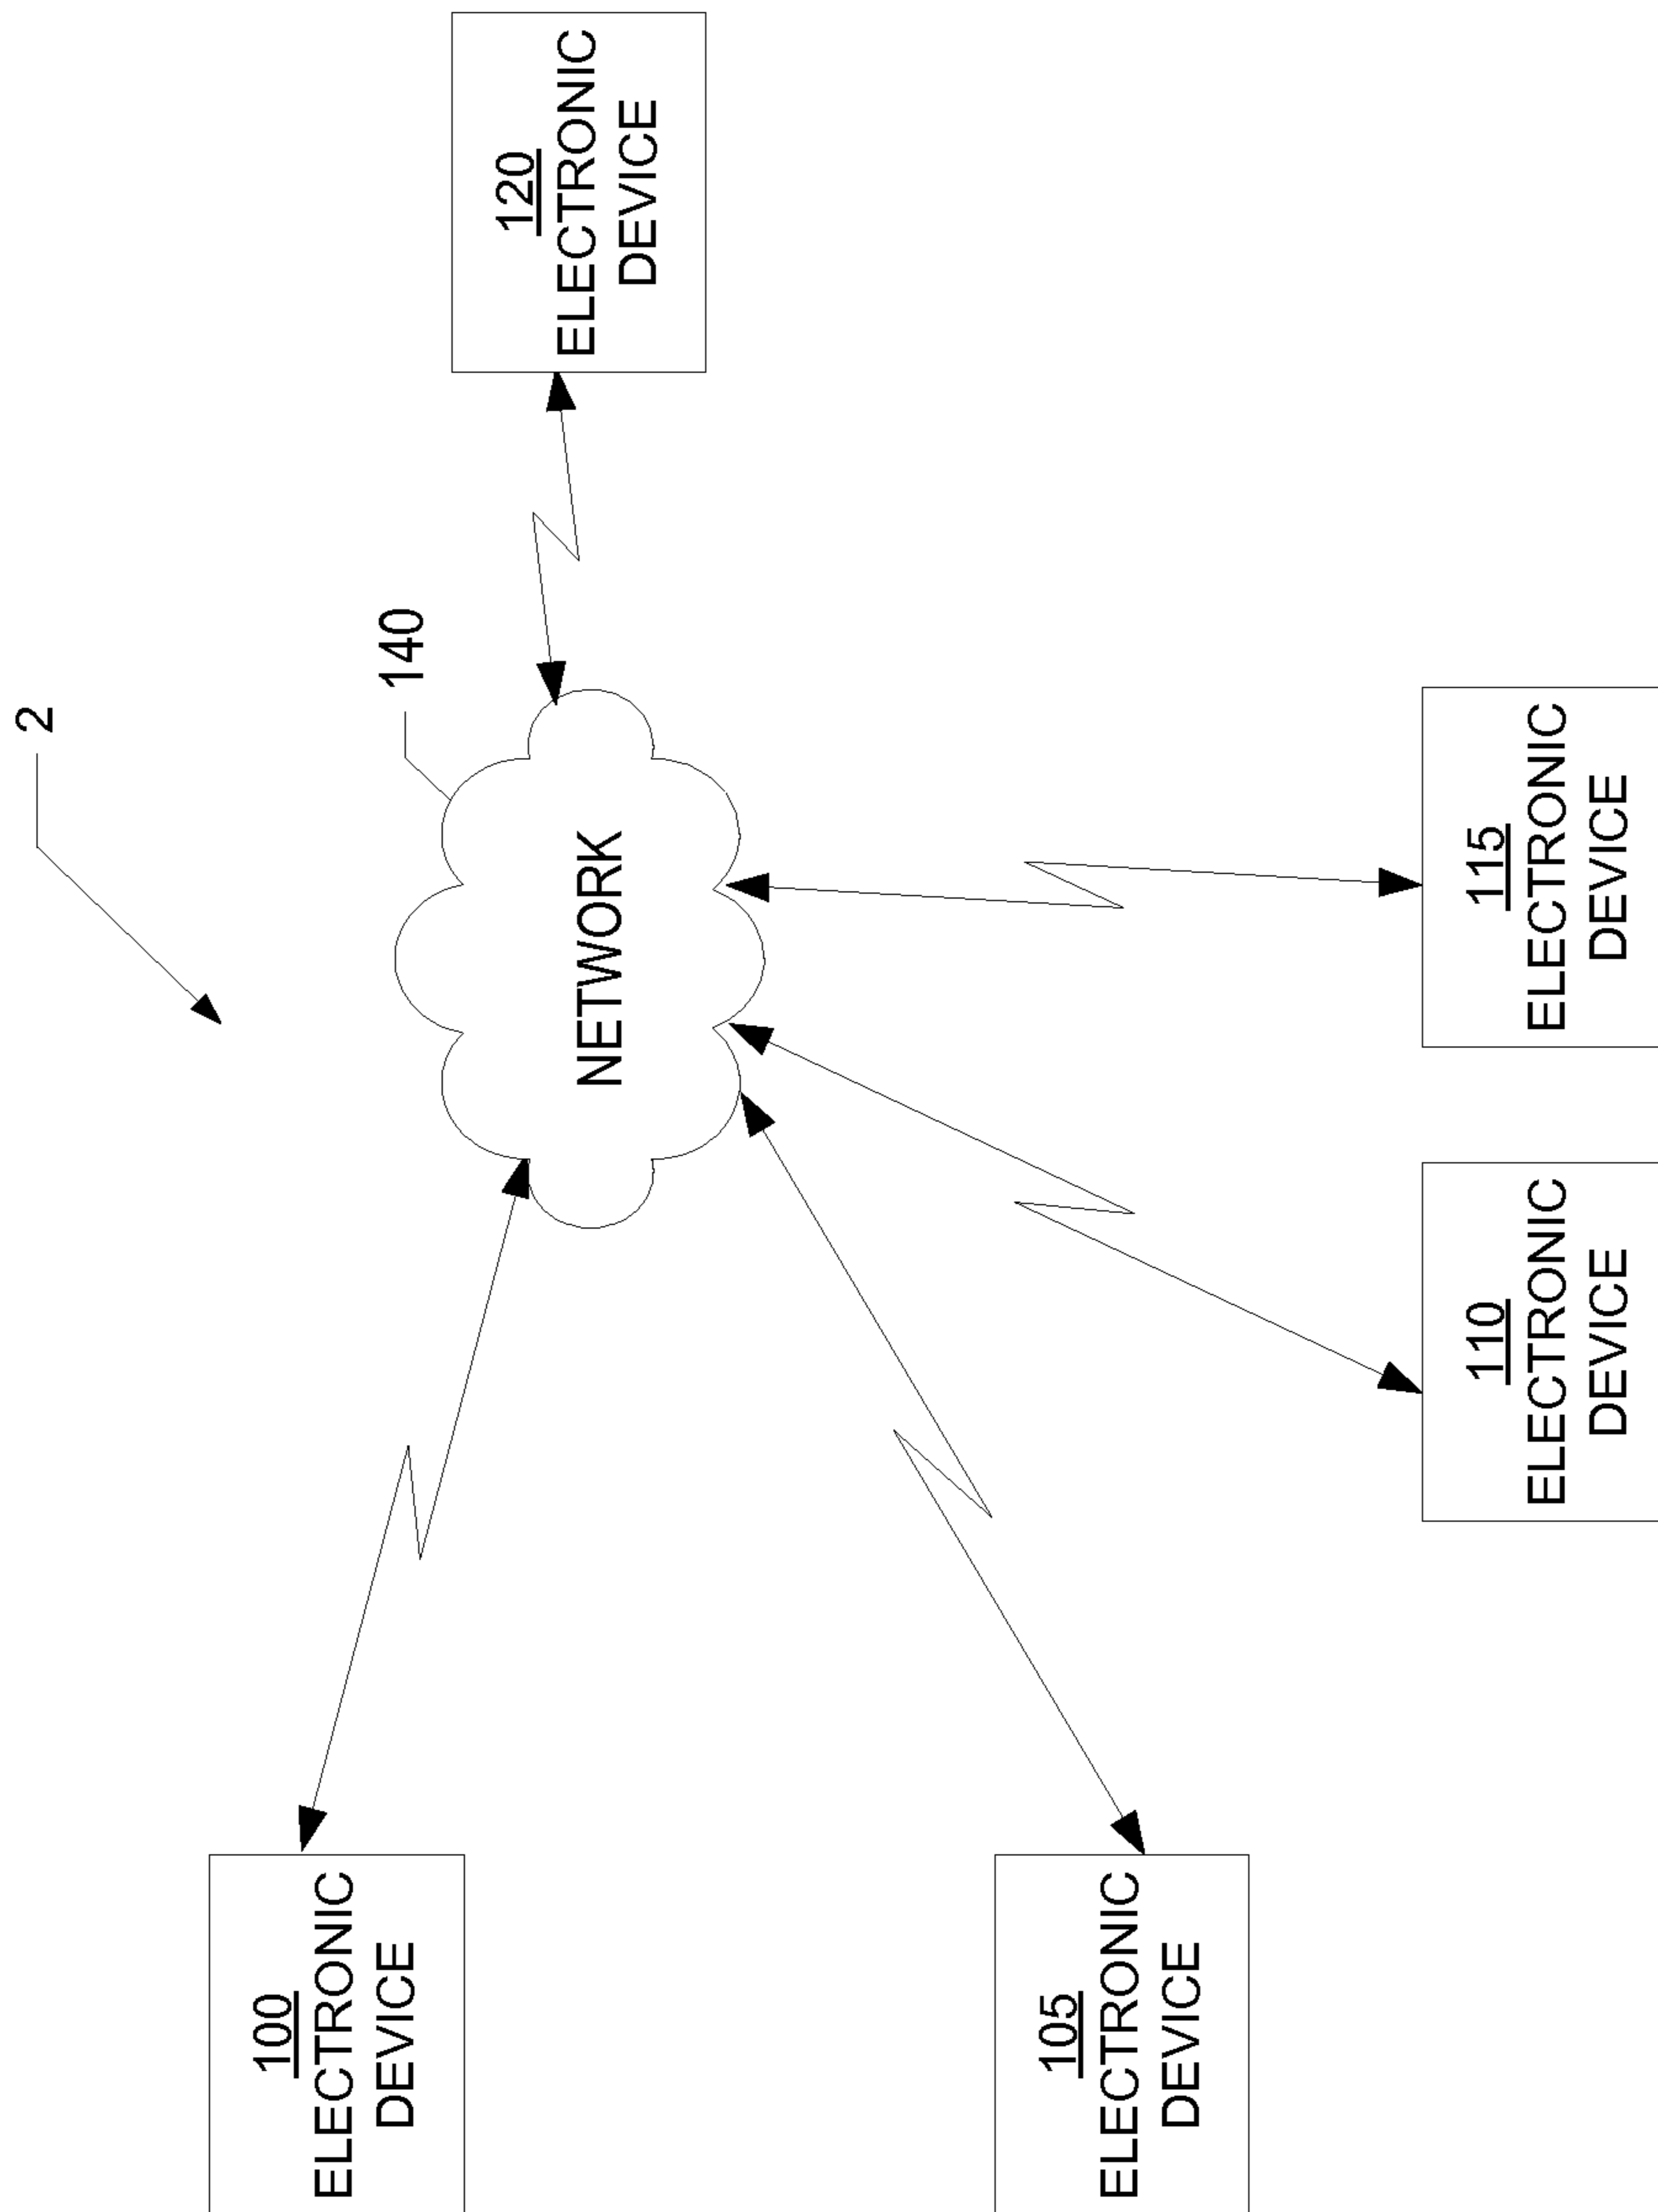 2
140
NETWORK
100
ELECTRONIC
DEVICE
120
ELECTRONIC
DEVICE
105
ELECTRONIC
DEVICE
110
ELECTRONIC
DEVICE
115
ELECTRONIC
DEVICE